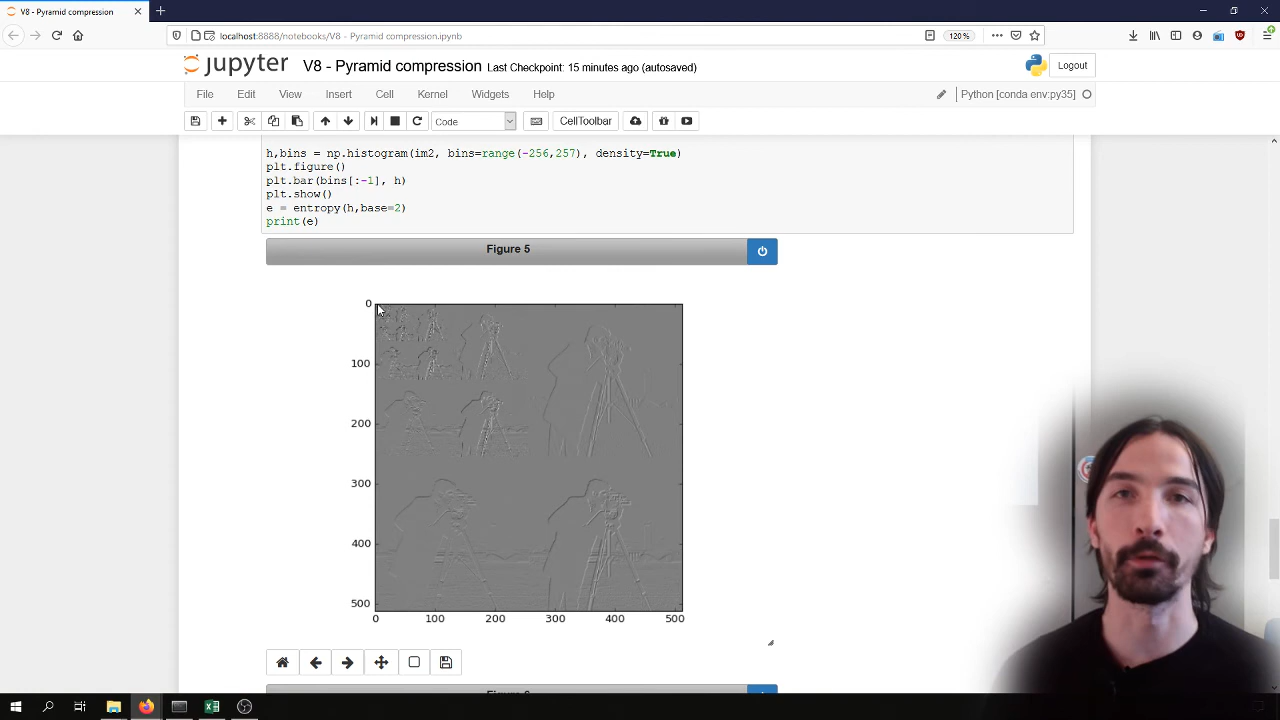 V8 - Pyramid compression
localhost:8888/notebooks/V8 - Pyramid compression.ipynb
120%
jupyter V8 - Pyramid compression Last Checkpoint: 15 minutes ago (autosaved)
Logout
File Edit View Insert Cell Kernel Widgets Help
Python [conda env:py35]
Code
CellToolbar
h,bins = np.histogram(im2, bins=range(-256,257), density=True)
plt.figure()
plt.bar(bins[:-1], h)
plt.show()
e = entropy(h,base=2)
print(e)
Figure 5
0
100
200
300
400
500
0 100 200 300 400 500